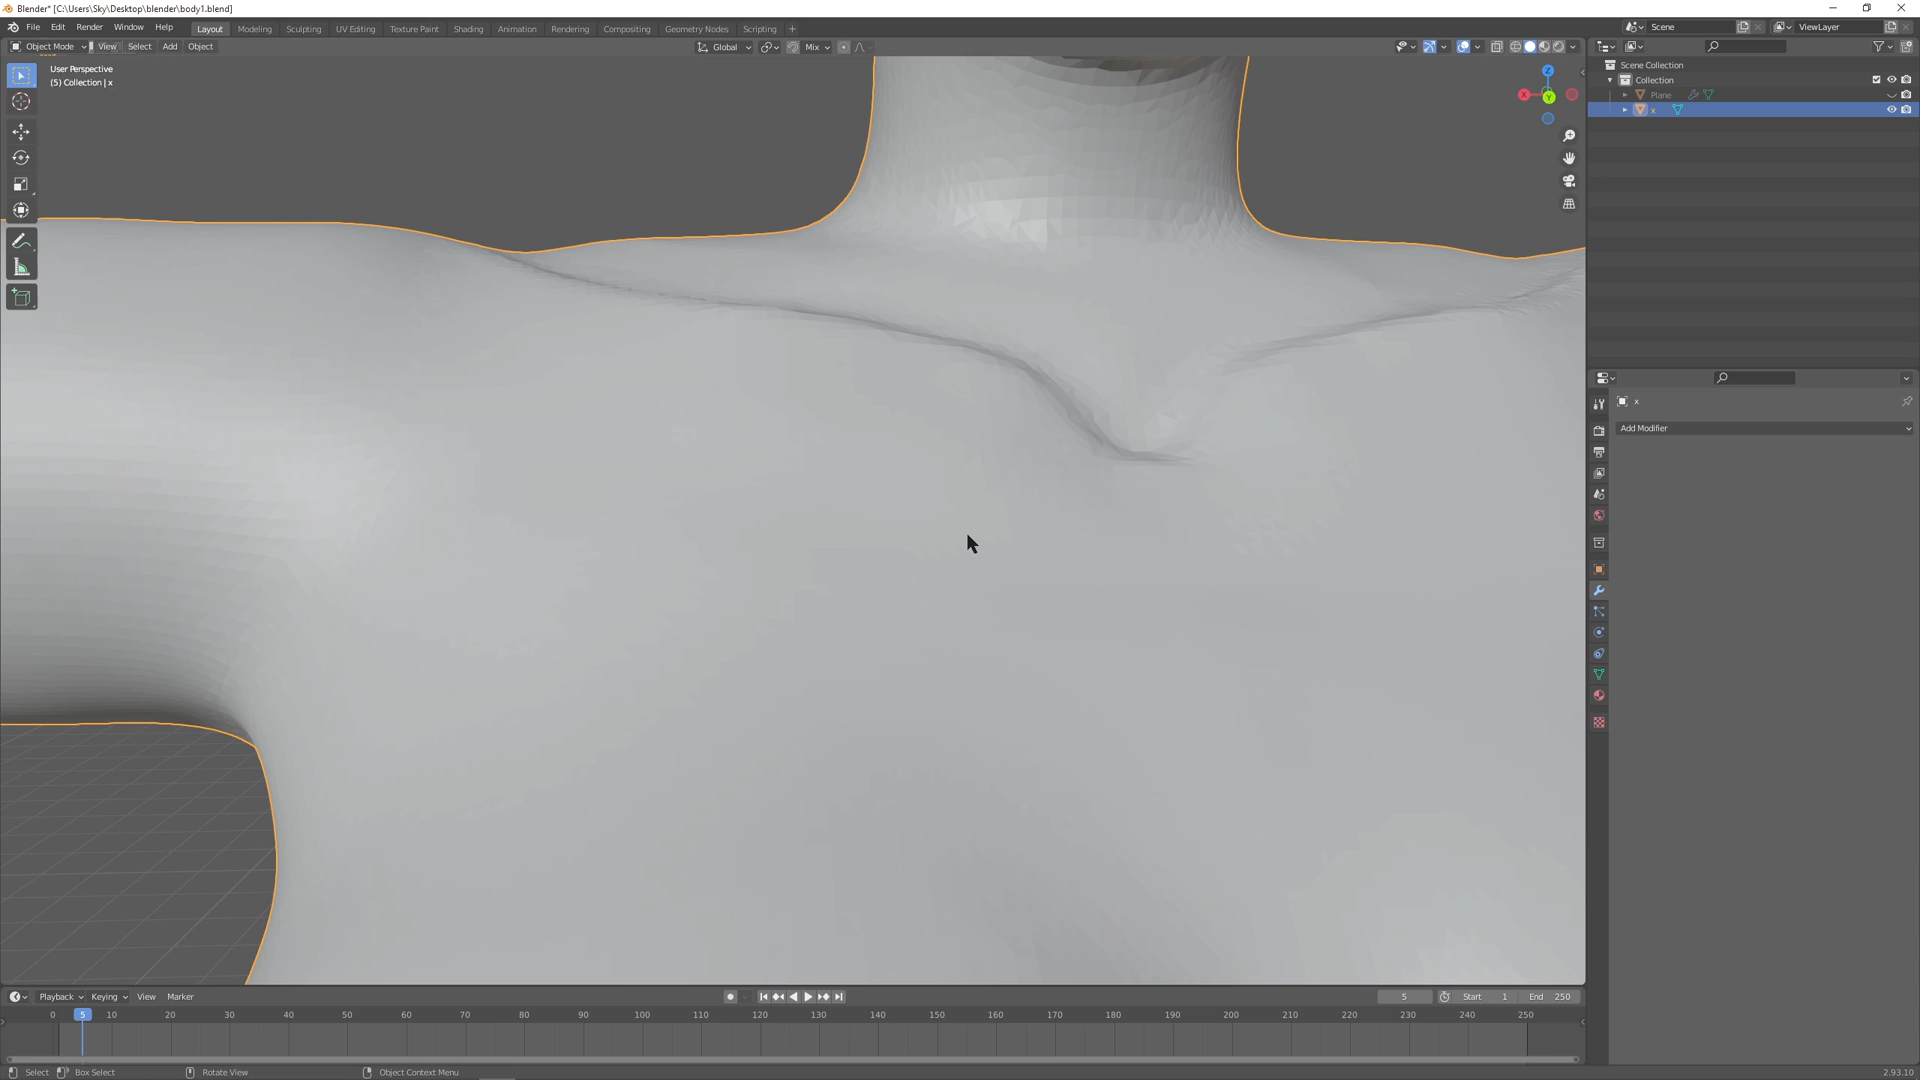 Blender* [C:\Users\Sky\Desktop\blender\body1.blend]
File Edit Render Window Help Layout Modeling Sculpting UV Editing Texture Paint Shading Animation Rendering Compositing Geometry Nodes Scripting + Scene ViewLayer
Object Mode View Select Add Object Global Mix
User Perspective
(5) Collection | x
Z
X
Y
Scene Collection
Collection
Plane
x
x
Add Modifier
Playback Keying View Marker 5 Start 1 End 250
0 5 10 20 30 40 50 60 70 80 90 100 110 120 130 140 150 160 170 180 190 200 210 220 230 240 250
Select Box Select Rotate View Object Context Menu 2.93.10